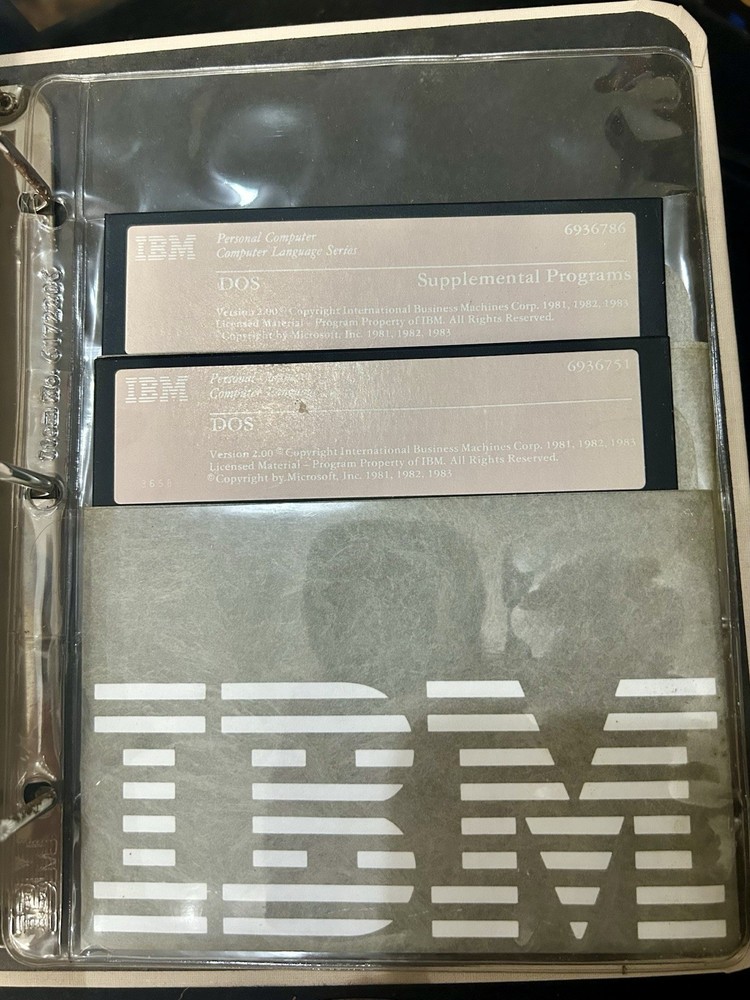 IBM
Personal Computer
Computer Language Series
6936786
DOS Supplemental Programs
Version 2.00 © Copyright International Business Machines Corp. 1981, 1982, 1983
Licensed Material – Program Property of IBM. All Rights Reserved.
© Copyright by Microsoft, Inc. 1981, 1982, 1983
IBM
Personal
Computer
6936751
DOS
Version 2.00 © Copyright International Business Machines Corp. 1981, 1982, 1983
Licensed Material – Program Property of IBM. All Rights Reserved.
© Copyright by Microsoft, Inc. 1981, 1982, 1983
IBM